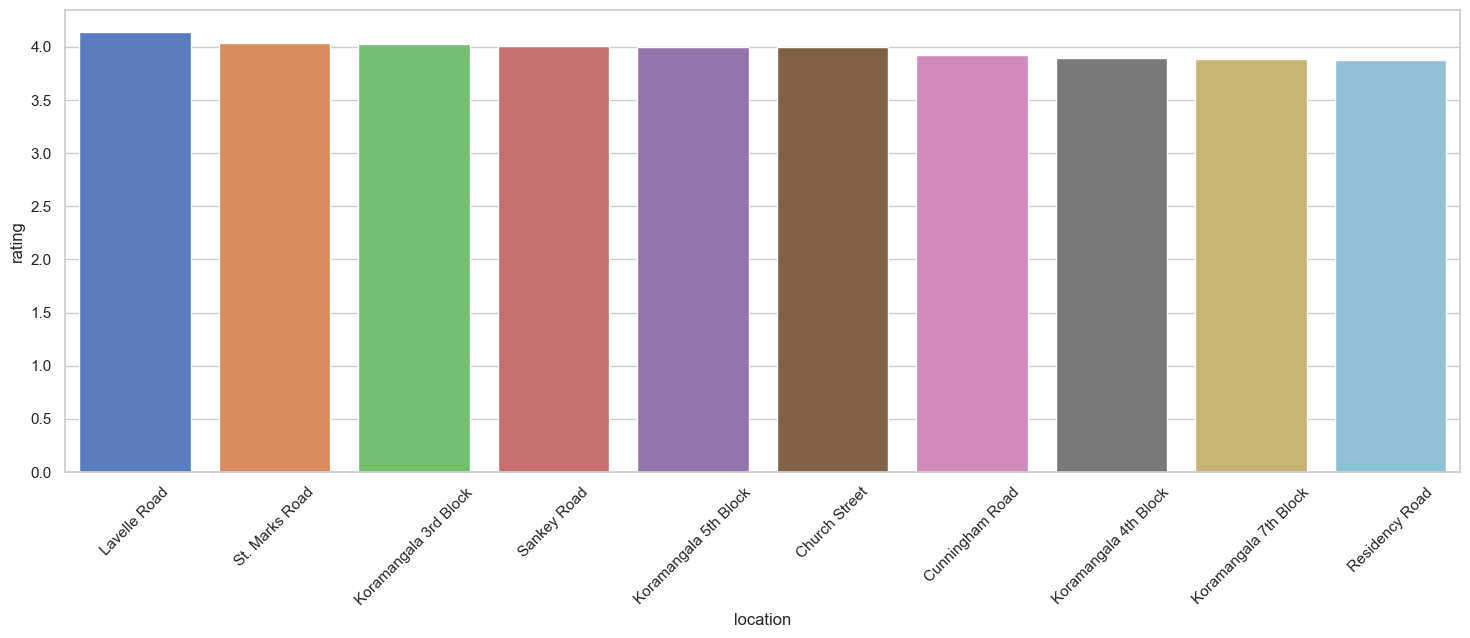 4.0
3.5
3.0
2.5
2.0
1.5
1.0
0.5
0.0
rating
Lavelle Road
St. Marks Road
Koramangala 3rd Block
Sankey Road
Koramangala 5th Block
Church Street
Cunningham Road
Koramangala 4th Block
Koramangala 7th Block
Residency Road
location